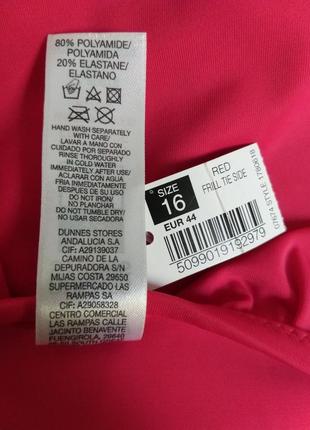 80% POLYAMIDE/
POLYAMIDA
20% ELASTANE/
ELASTANO
HAND WASH SEPARATELY
WITH CARE/
LAVAR A MANO CON
CUIDADO
RINSE THOROUGHLY
IN COLD WATER
IMMEDIATELY AFTER USE/
ACLARAR CON AGUA
FRIA INMEDIATAMENTE
DESPUES DE SU USO
DO NOT IRON/
NO PLANCHAR
DO NOT TUMBLE DRY/
NO USAR SECADORA
DUNNES STORES
ANDALUCIA S.A
CIF: A29139037
CAMINO DE LA
DEPURADORA S/N
MIJAS COSTA 29650
SUPERMERCADO LAS
RAMPAS SA
CIF: A29058328
CENTRO COMERCIAL
LAS RAMPAS CALLE
JACINTO BENAVENTE
FUENGIROLA, 29640
SIZE
16
EUR 44
RED
FRILL TIE SIDE
5099019192979
07674 STYLE